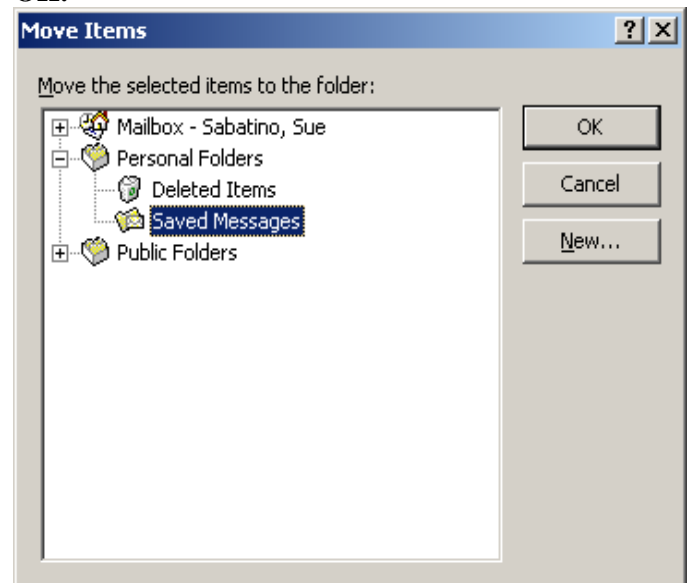 OK.
Move Items
Move the selected items to the folder:
Mailbox - Sabatino, Sue
Personal Folders
Deleted Items
Saved Messages
Public Folders
OK
Cancel
New...